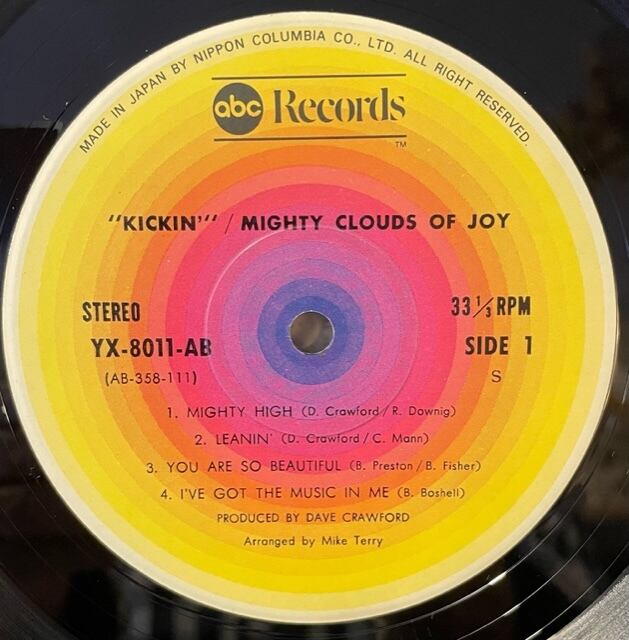 MADE IN JAPAN BY NIPPON COLUMBIA CO., LTD. ALL RIGHT RESERVED.
abc Records
TM
"KICKIN'" / MIGHTY CLOUDS OF JOY
STEREO 33 1/3 RPM
YX-8011-AB SIDE 1
(AB-358-111) S
1. MIGHTY HIGH (D. Crawford/R. Downig)
2. LEANIN' (D. Crawford/C. Mann)
3. YOU ARE SO BEAUTIFUL (B. Preston/B. Fisher)
4. I'VE GOT THE MUSIC IN ME (B. Boshell)
PRODUCED BY DAVE CRAWFORD
Arranged by Mike Terry